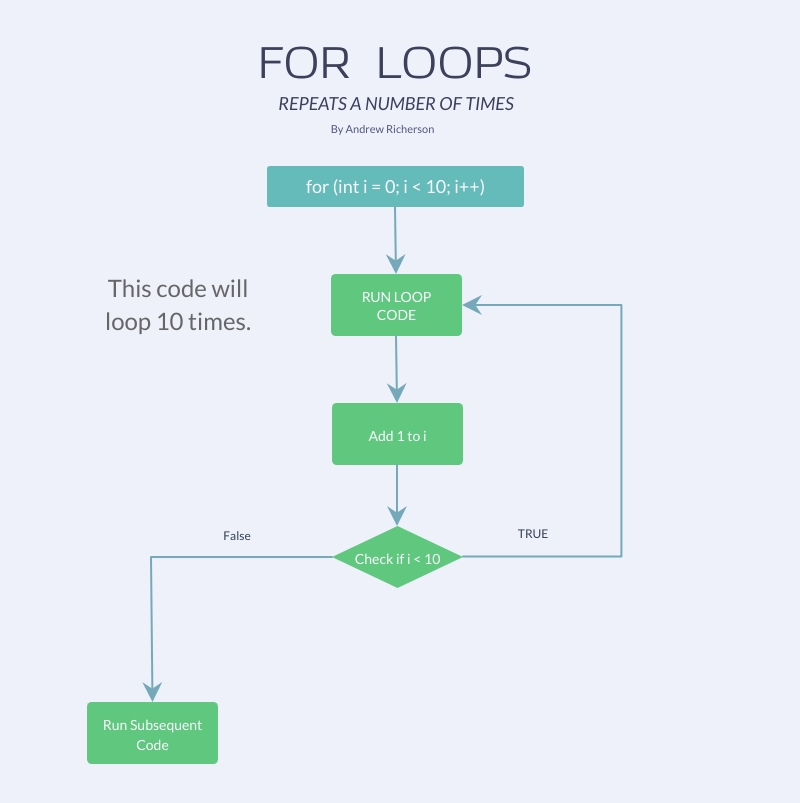 FOR LOOPS
REPEATS A NUMBER OF TIMES
By Andrew Richerson
for (int i = 0; i < 10; i++)
This code will
loop 10 times.
RUN LOOP
CODE
Add 1 to i
False
TRUE
Check if i < 10
Run Subsequent
Code